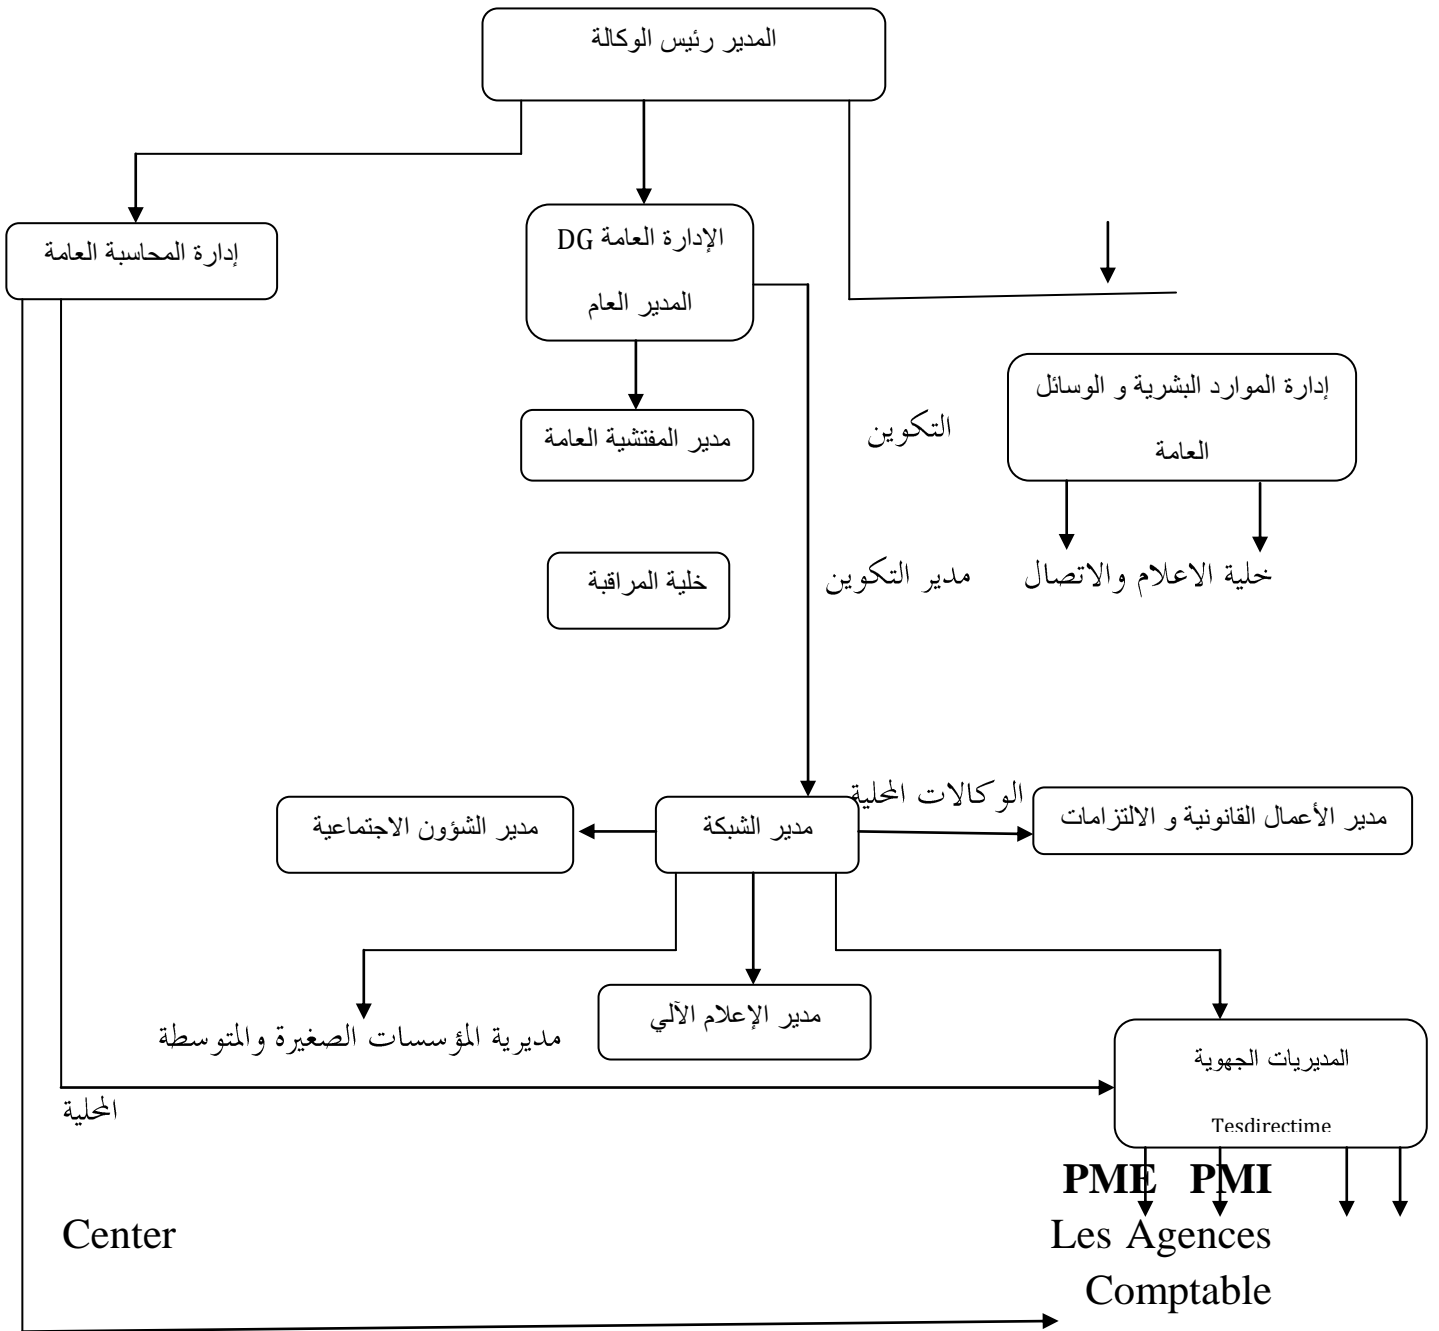 المدير رئيس الوكالة
إدارة المحاسبة العامة
الإدارة العامة DG
المدير العام
إدارة الموارد البشرية و الوسائل
العامة
التكوين
مدير المفتشية العامة
خلية المراقبة
خلية الاعلام والاتصال
مدير التكوين
الوكالات المحلية
مدير الأعمال القانونية و الالتزامات
مدير الشبكة
مدير الشؤون الاجتماعية
مدير الإعلام الآلي
مديرية المؤسسات الصغيرة والمتوسطة
المديريات الجهوية
Tesdirectime
المحلية
PME PMI
Center
Les Agences
Comptable